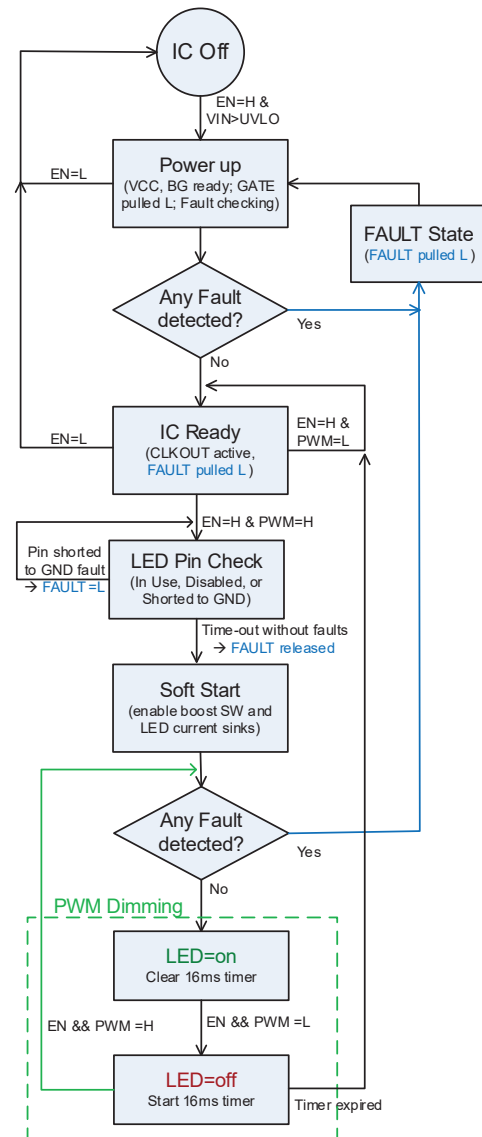 IC Off
EN=H &
VIN>UVLO
Power up
(VCC, BG ready; GATE
pulled L; Fault checking)
EN=L
FAULT State
(FAULT pulled L )
Any Fault
detected?
Yes
No
EN=H &
PWM=L
IC Ready
(CLKOUT active,
FAULT pulled L )
EN=L
EN=H & PWM=H
Pin shorted
to GND fault
→ FAULT =L
LED Pin Check
(In Use, Disabled, or
Shorted to GND)
Time-out without faults
→ FAULT released
Soft Start
(enable boost SW and
LED current sinks)
Any Fault
detected?
Yes
No
PWM Dimming
LED=on
Clear 16ms timer
EN && PWM =H
EN && PWM =L
LED=off
Start 16ms timer
Timer expired